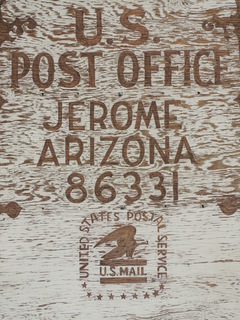 U.S.
POST OFFICE
JEROME
ARIZONA
86331
UNITED STATES POSTAL SERVICE
U.S. MAIL